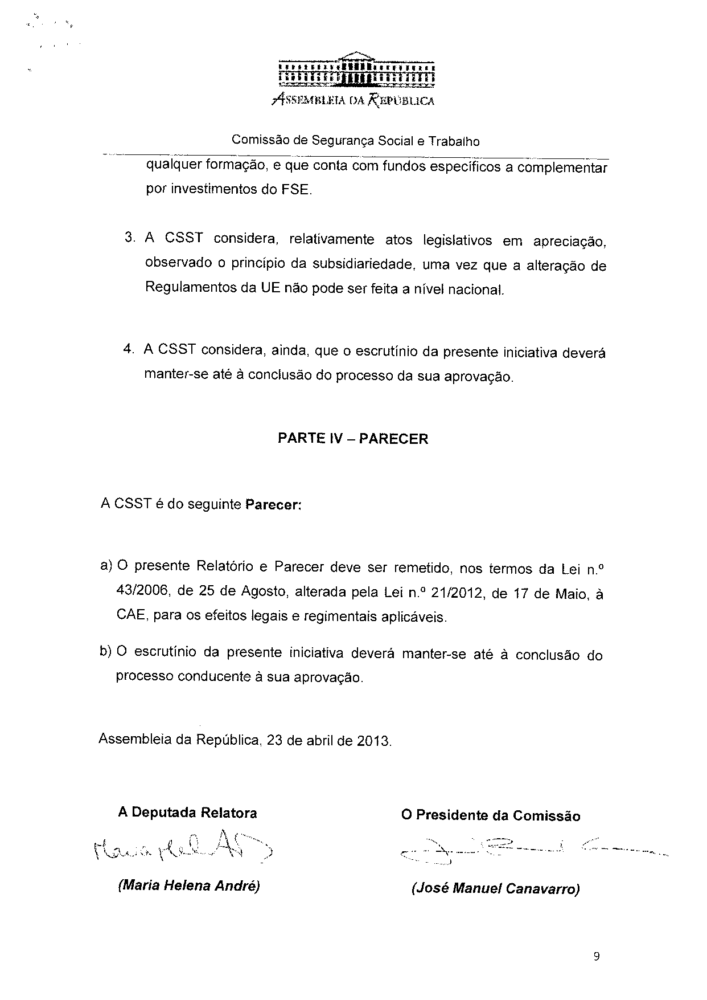 ASSEMBLEIA DA REPÚBLICA
Comissão de Segurança Social e Trabalho
qualquer formação, e que conta com fundos específicos a complementar
por investimentos do FSE.
3. A CSST considera, relativamente atos legislativos em apreciação,
observado o princípio da subsidiariedade, uma vez que a alteração de
Regulamentos da UE não pode ser feita a nível nacional.
4. A CSST considera, ainda, que o escrutínio da presente iniciativa deverá
manter-se até à conclusão do processo da sua aprovação.
PARTE IV – PARECER
A CSST é do seguinte Parecer:
a) O presente Relatório e Parecer deve ser remetido, nos termos da Lei n.º
43/2006, de 25 de Agosto, alterada pela Lei n.º 21/2012, de 17 de Maio, à
CAE, para os efeitos legais e regimentais aplicáveis.
b) O escrutínio da presente iniciativa deverá manter-se até à conclusão do
processo conducente à sua aprovação.
Assembleia da República, 23 de abril de 2013.
A Deputada Relatora
O Presidente da Comissão
(Maria Helena André)
(José Manuel Canavarro)
9